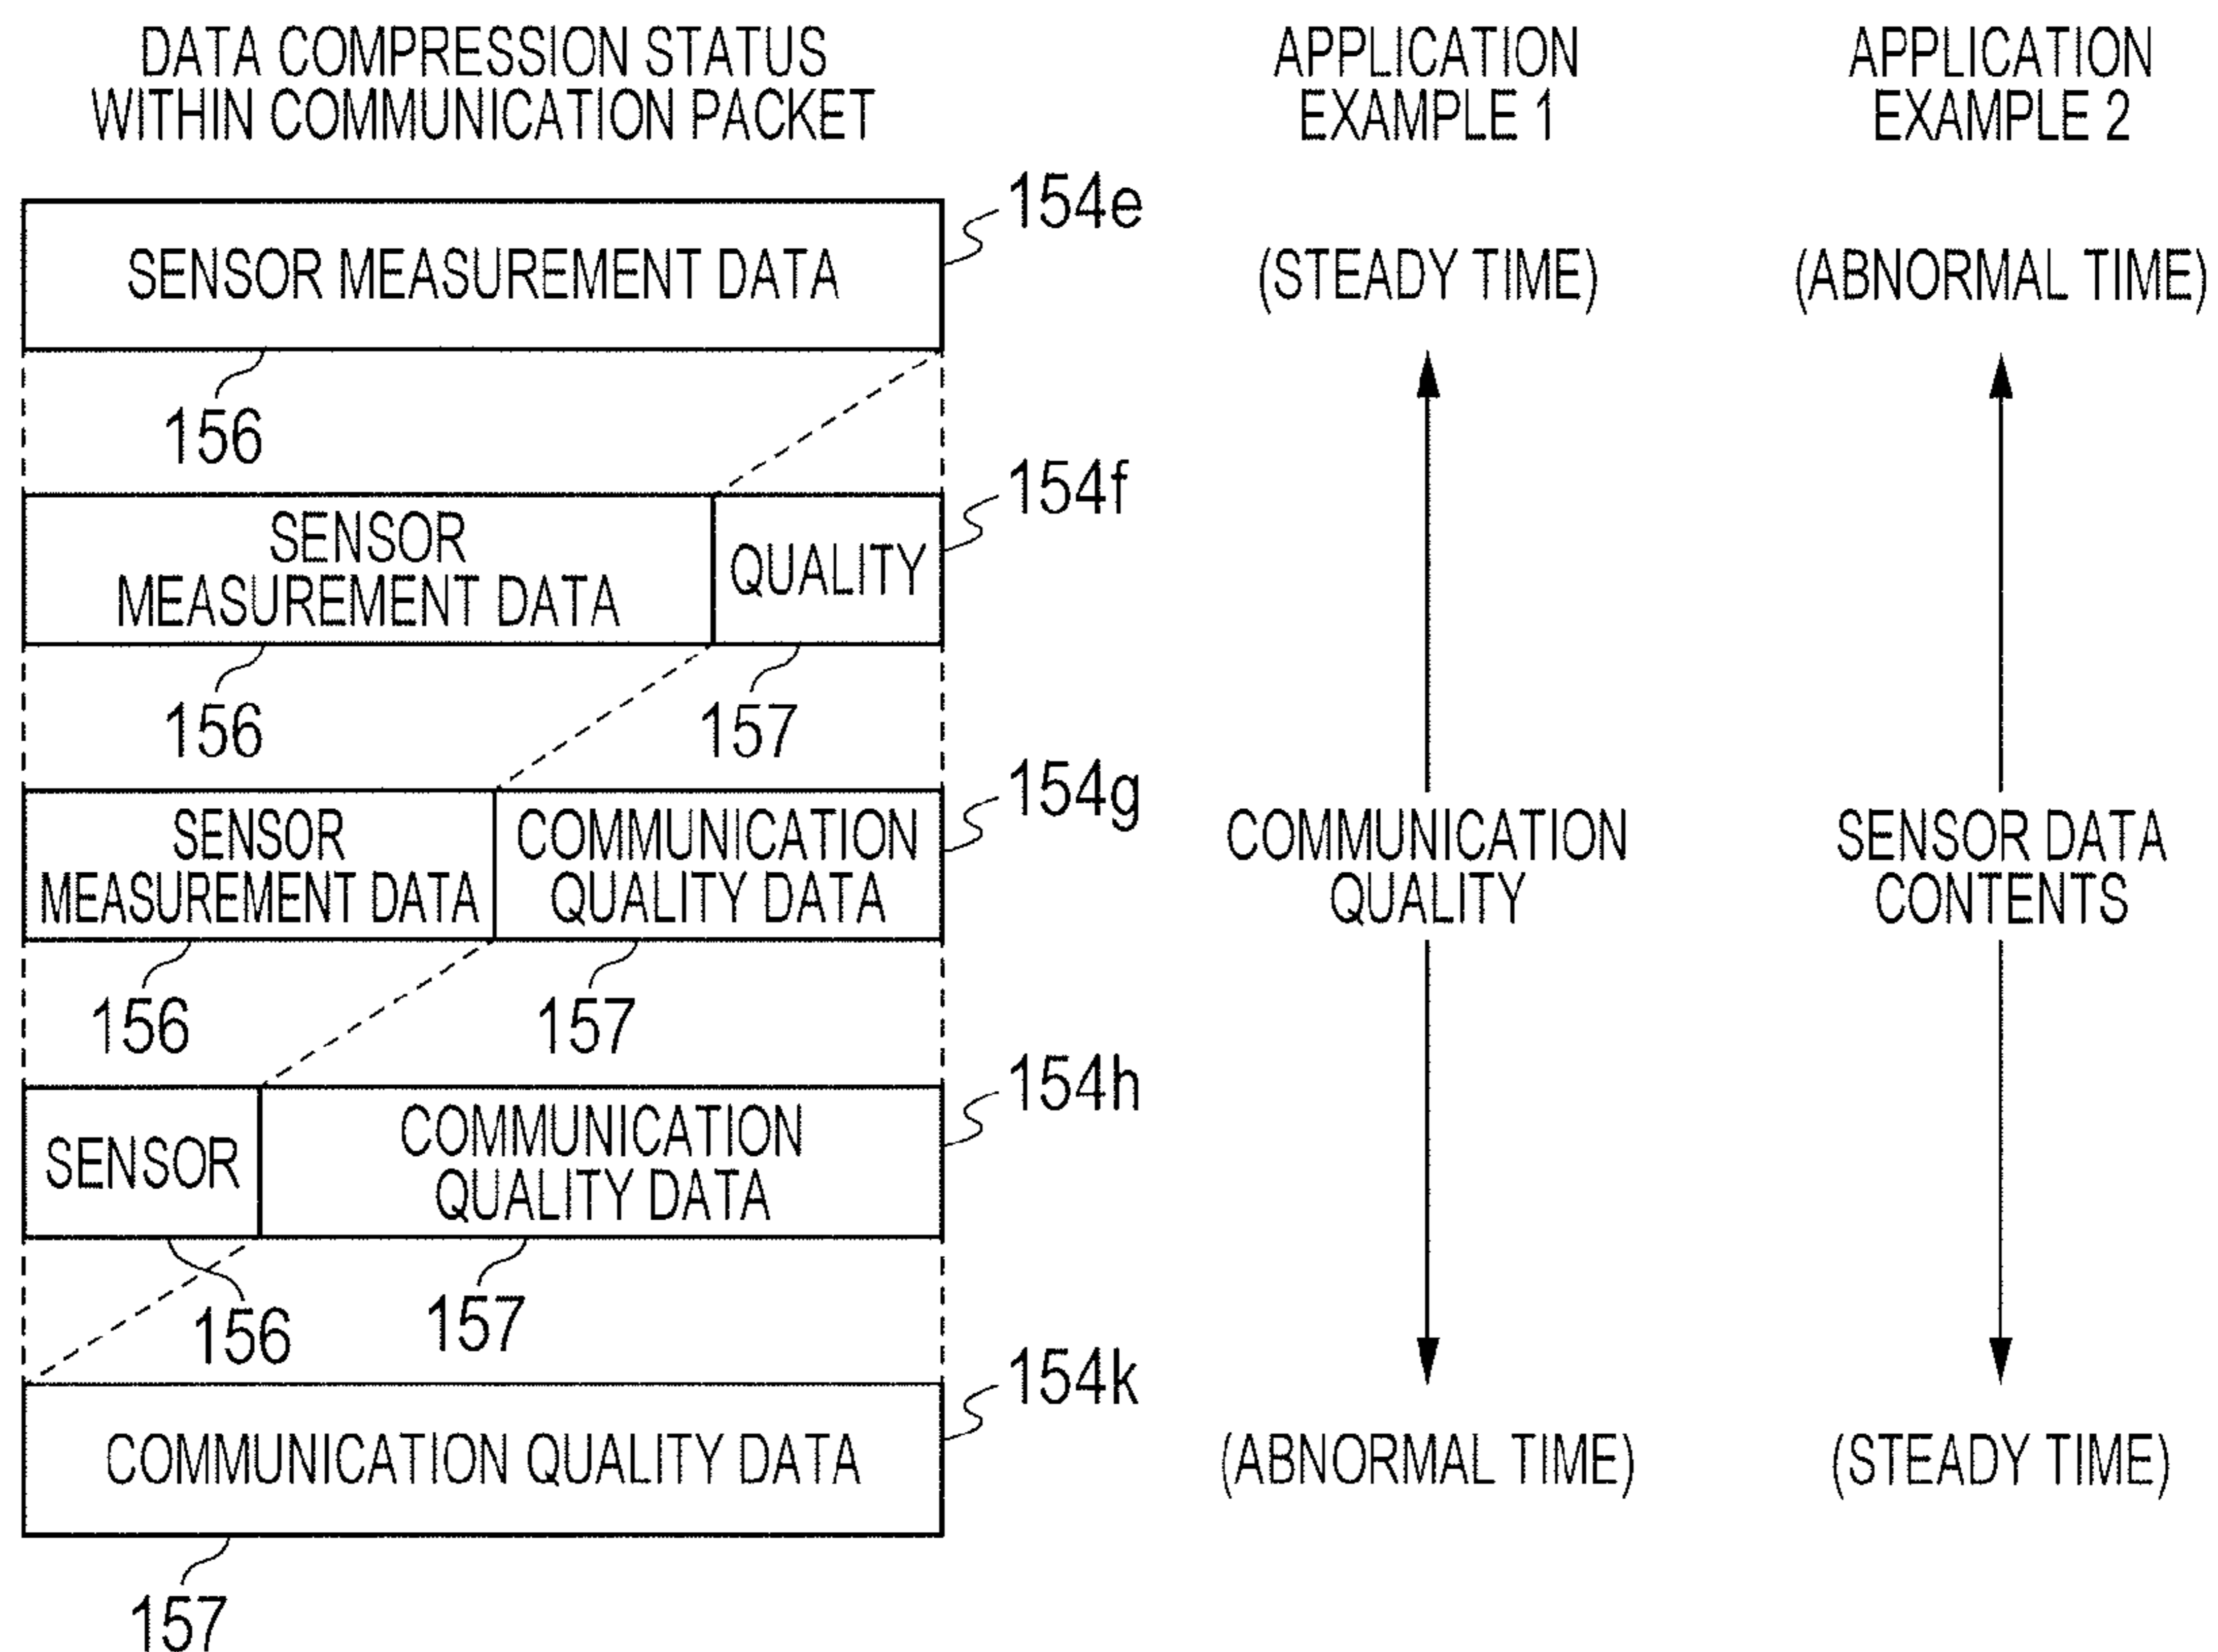 DATA COMPRESSION STATUS
WITHIN COMMUNICATION PACKET
APPLICATION
EXAMPLE 1
APPLICATION
EXAMPLE 2
154e
SENSOR MEASUREMENT DATA
(STEADY TIME)
(ABNORMAL TIME)
156
154f
SENSOR
MEASUREMENT DATA
QUALITY
156
157
154g
SENSOR
MEASUREMENT DATA
COMMUNICATION
QUALITY DATA
COMMUNICATION
QUALITY
SENSOR DATA
CONTENTS
156
157
154h
SENSOR
COMMUNICATION
QUALITY DATA
156
157
154k
COMMUNICATION QUALITY DATA
(ABNORMAL TIME)
(STEADY TIME)
157